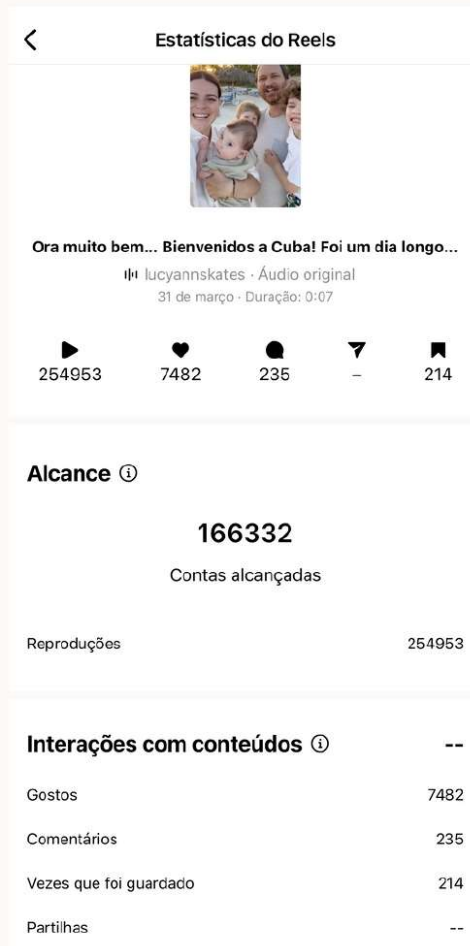 Estatísticas do Reels
Ora muito bem... Bienvenidos a Cuba! Foi um dia longo...
lucyannskates · Áudio original
31 de março · Duração: 0:07
254953 7482 235 – 214
Alcance
166332
Contas alcançadas
Reproduções 254953
Interações com conteúdos --
Gostos 7482
Comentários 235
Vezes que foi guardado 214
Partilhas --